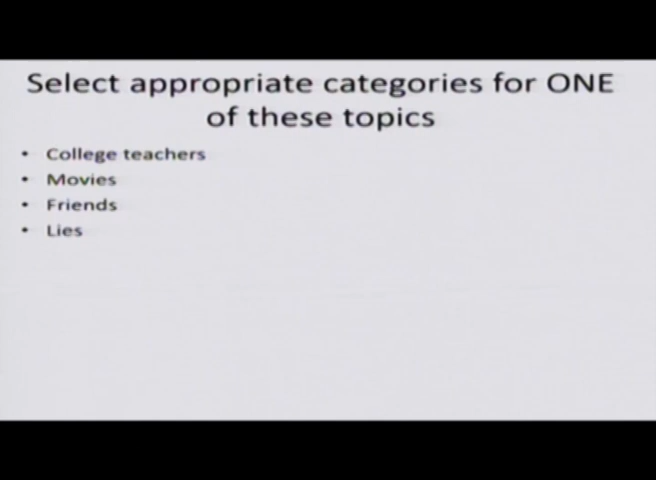 Select appropriate categories for ONE
of these topics
• College teachers
• Movies
• Friends
• Lies